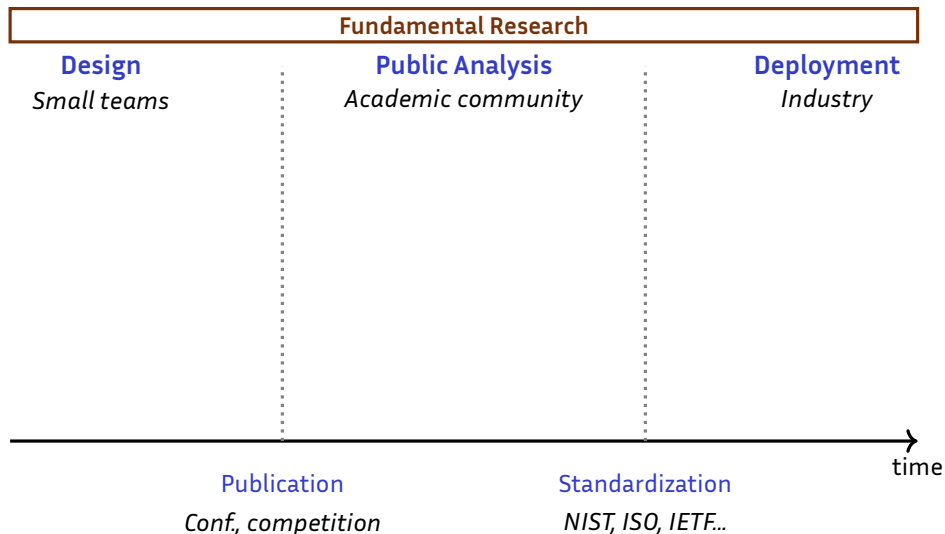 Fundamental Research
Design
Public Analysis
Deployment
Small teams
Academic community
Industry
time
Publication
Standardization
Conf., competition
NIST, ISO, IETF...